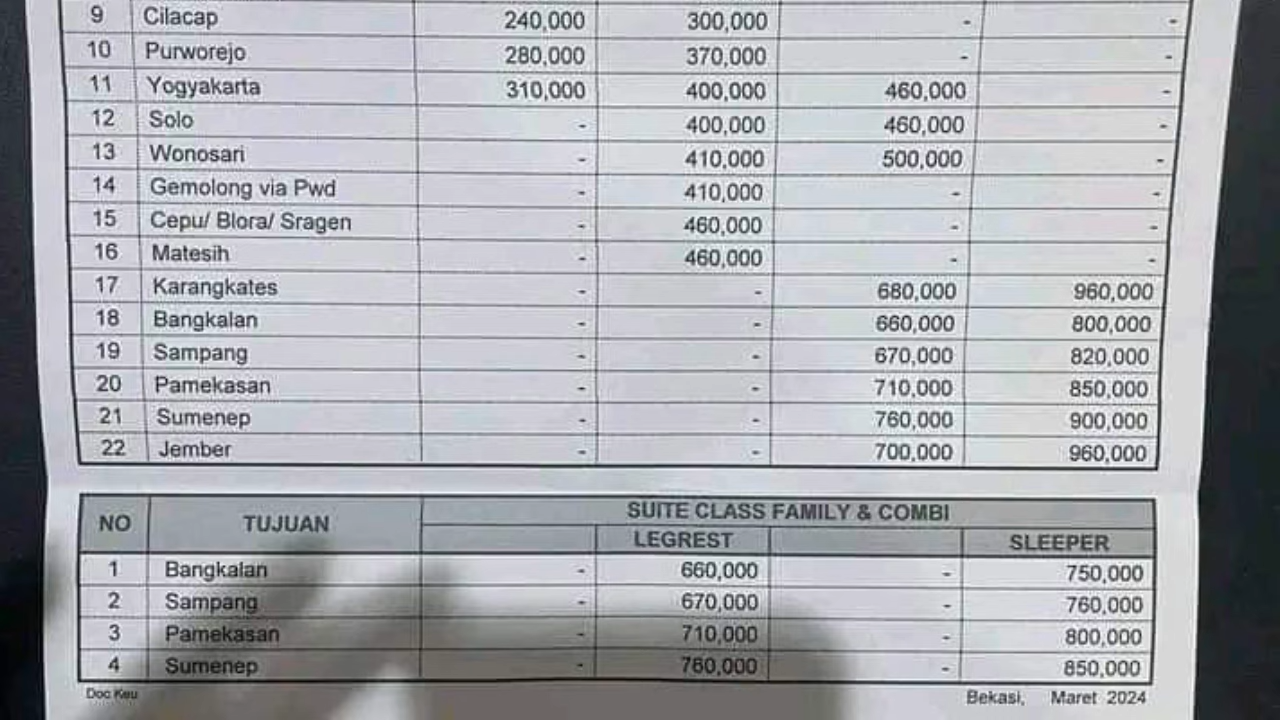 9 Cilacap 240,000 300,000 - -
10 Purworejo 280,000 370,000 - -
11 Yogyakarta 310,000 400,000 460,000 -
12 Solo - 400,000 460,000 -
13 Wonosari - 410,000 500,000 -
14 Gemolong via Pwd - 410,000 - -
15 Cepu/ Blora/ Sragen - 460,000 - -
16 Matesih - 460,000 - -
17 Karangkates - - 680,000 960,000
18 Bangkalan - - 660,000 800,000
19 Sampang - - 670,000 820,000
20 Pamekasan - - 710,000 850,000
21 Sumenep - - 760,000 900,000
22 Jember - - 700,000 960,000
NO TUJUAN SUITE CLASS FAMILY & COMBI
LEGREST SLEEPER
1 Bangkalan - 660,000 - 750,000
2 Sampang - 670,000 - 760,000
3 Pamekasan - 710,000 - 800,000
4 Sumenep - 760,000 - 850,000
Doc Keu Bekasi, Maret 2024